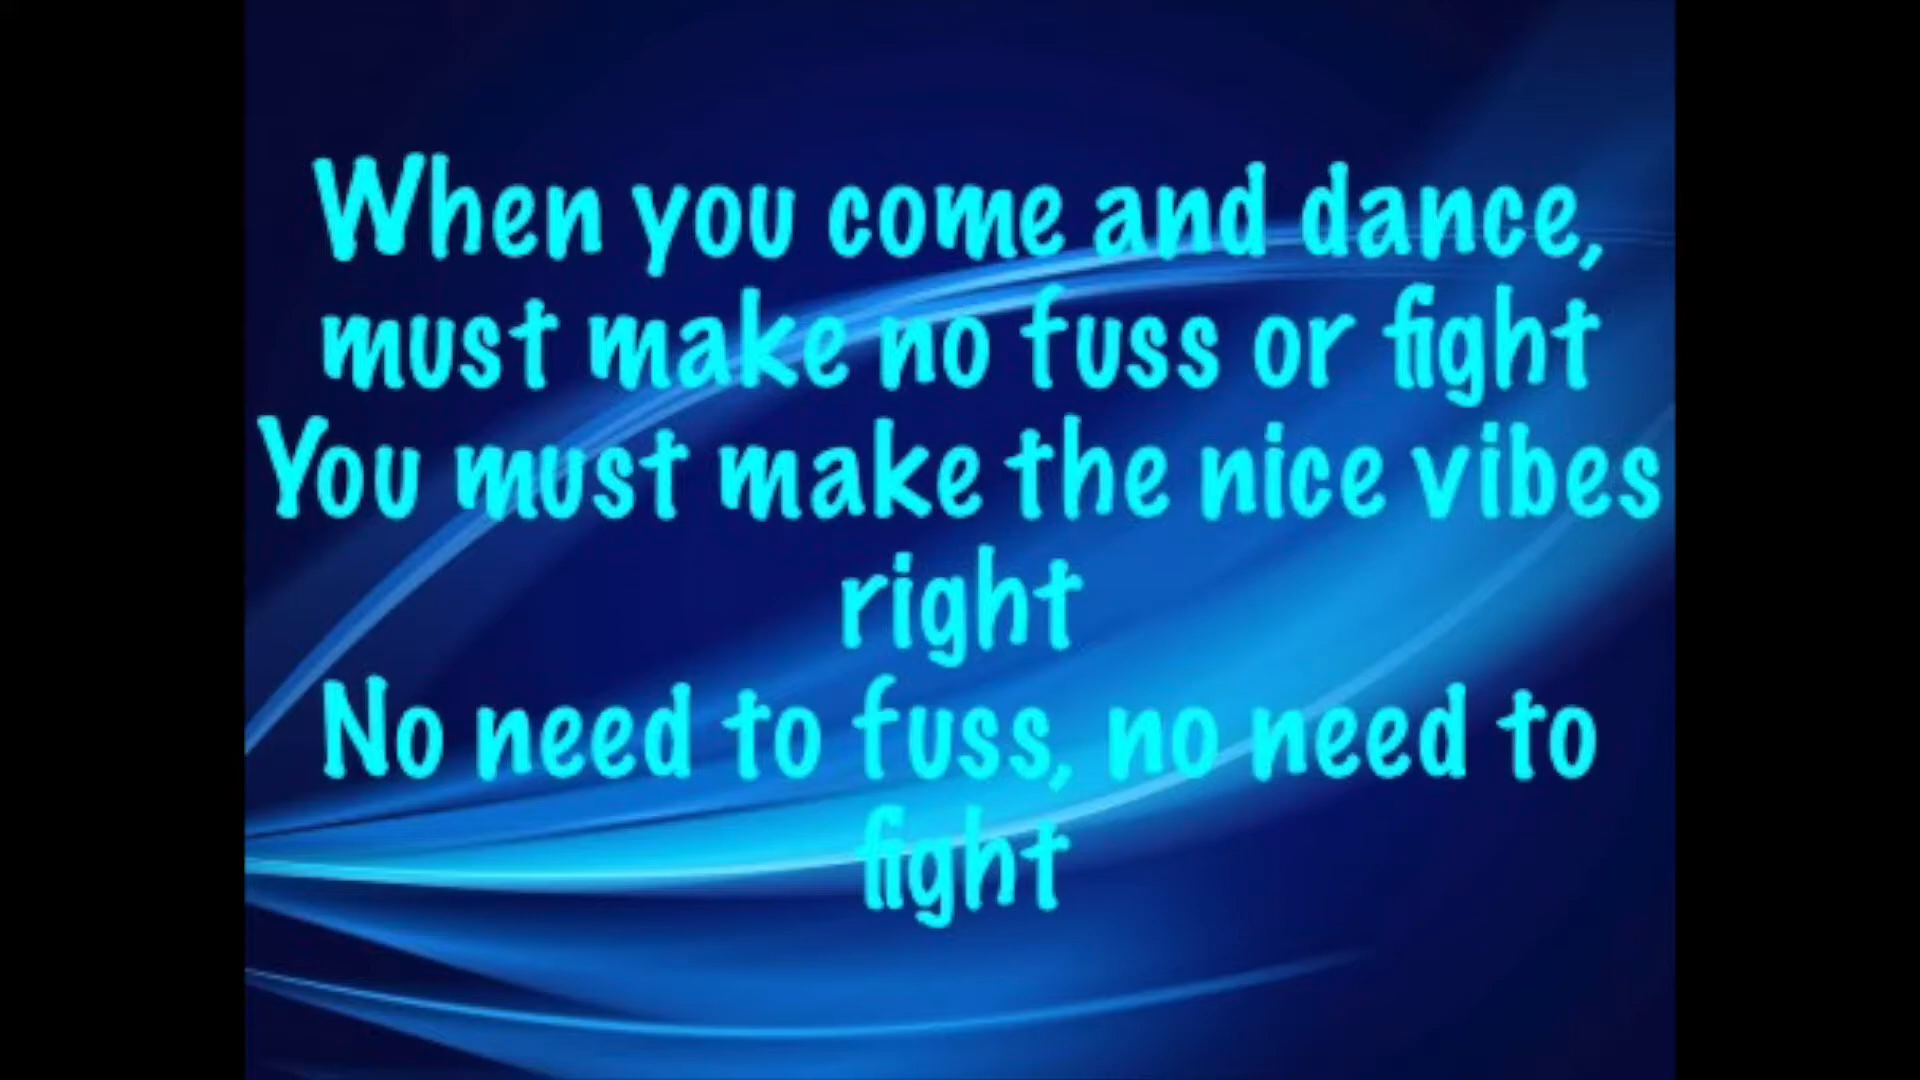 When you come and dance,
must make no fuss or fight
You must make the nice vibes
right
No need to fuss, no need to
fight